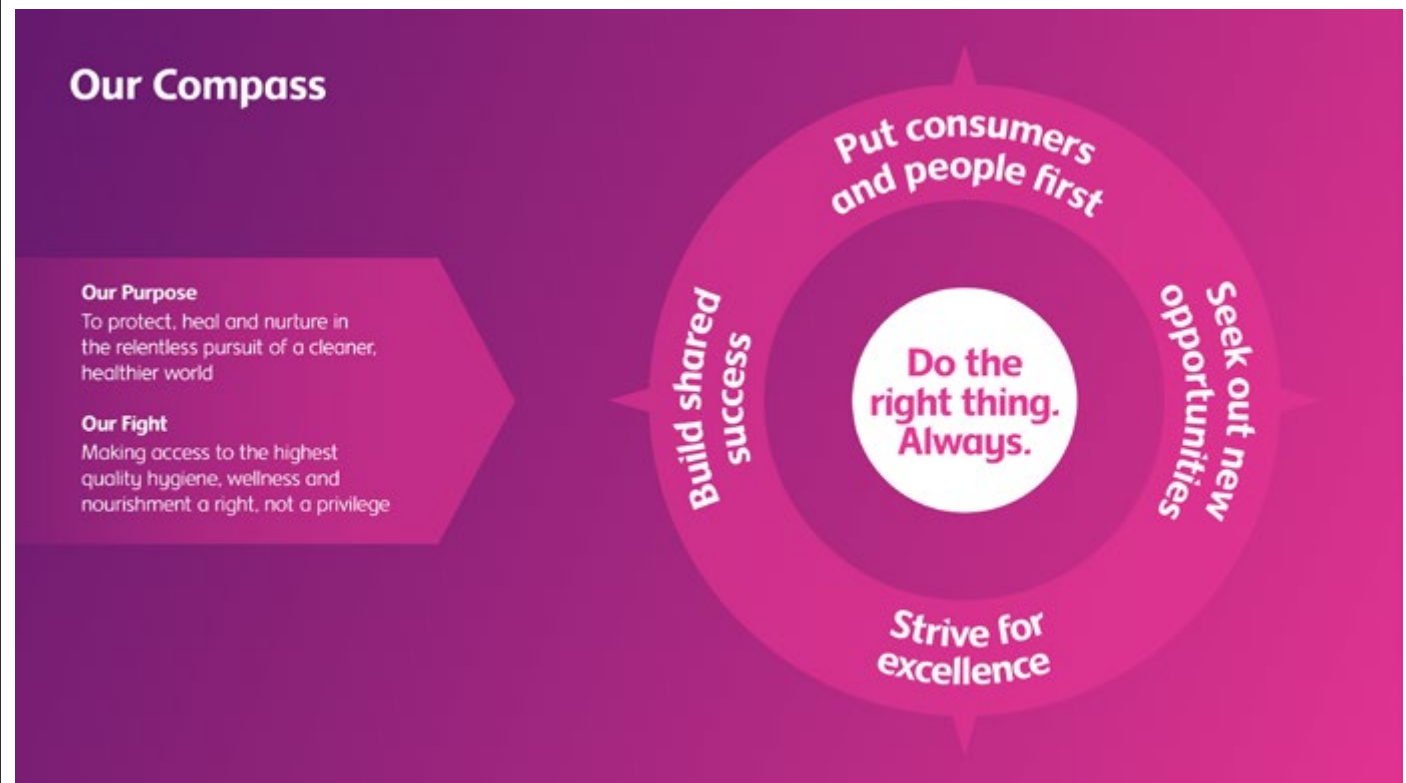 Our Compass
Our Purpose
To protect, heal and nurture in
the relentless pursuit of a cleaner,
healthier world
Our Fight
Making access to the highest
quality hygiene, wellness and
nourishment a right, not a privilege
Put consumers
and people first
Seek out new
opportunities
Strive for
excellence
Build shared
success
Do the
right thing.
Always.